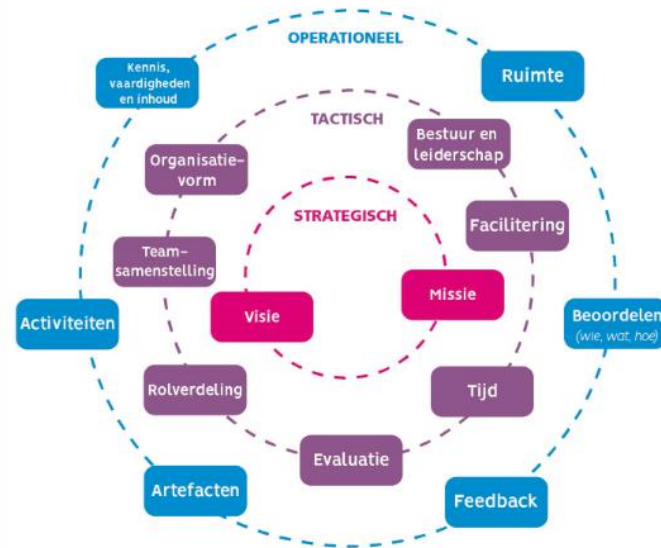 OPERATIONEEL
Kennis,
vaardigheden
en inhoud
Ruimte
TACTISCH
Bestuur en
leiderschap
Organisatie-
vorm
STRATEGISCH
Facilitering
Team-
samenstelling
Missie
Visie
Activiteiten
Beoordelen
(wie, wat, hoe)
Rolverdeling
Tijd
Evaluatie
Artefacten
Feedback